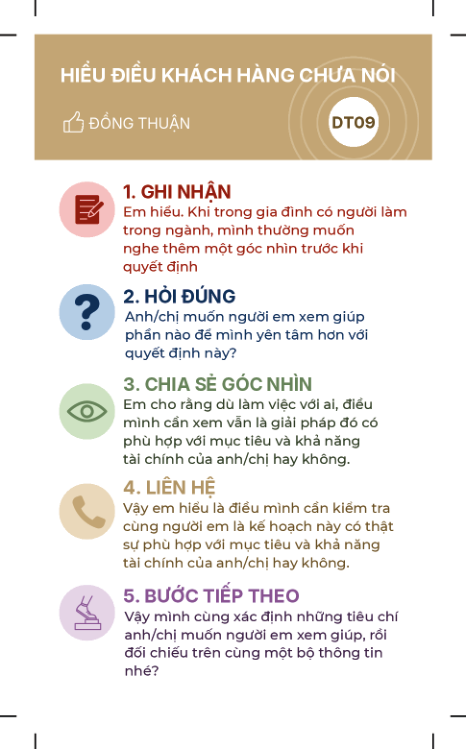 HIỂU ĐIỀU KHÁCH HÀNG CHƯA NÓI
ĐỒNG THUẬN
DT09
1. GHI NHẬN
Em hiểu. Khi trong gia đình có người làm
trong ngành, mình thường muốn
nghe thêm một góc nhìn trước khi
quyết định
2. HỎI ĐÚNG
Anh/chị muốn người em xem giúp
phần nào để mình yên tâm hơn với
quyết định này?
3. CHIA SẺ GÓC NHÌN
Em cho rằng dù làm việc với ai, điều
mình cần xem vẫn là giải pháp đó có
phù hợp với mục tiêu và khả năng
tài chính của anh/chị hay không.
4. LIÊN HỆ
Vậy em hiểu là điều mình cần kiểm tra
cùng người em là kế hoạch này có thật
sự phù hợp với mục tiêu và khả năng
tài chính của anh/chị hay không.
5. BƯỚC TIẾP THEO
Vậy mình cùng xác định những tiêu chí
anh/chị muốn người em xem giúp, rồi
đối chiếu trên cùng một bộ thông tin
nhé?